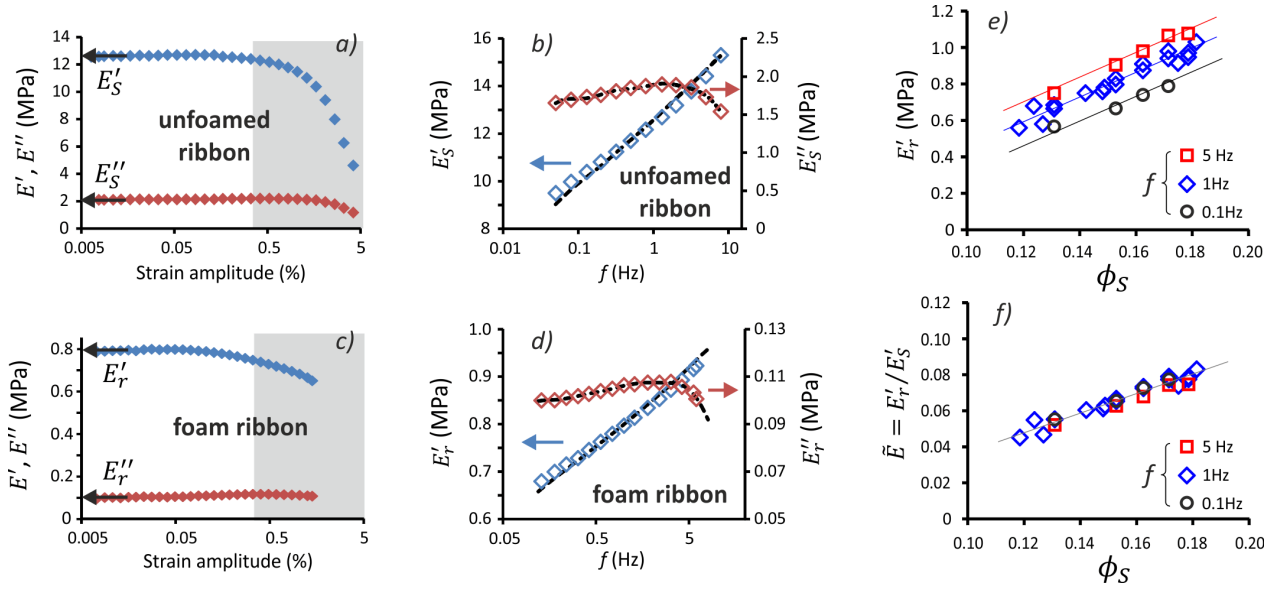 a)
14
12
10
8
6
4
2
0
E′, E″ (MPa)
E′S
E″S
unfoamed
ribbon
0.005 0.05 0.5 5
Strain amplitude (%)
b)
16
14
12
10
8
E′S (MPa)
2.5
2.0
1.5
1.0
0.5
0
E″S (MPa)
unfoamed
ribbon
0.01 0.1 1 10
f (Hz)
c)
0.8
0.6
0.4
0.2
0
E′, E″ (MPa)
E′r
E″r
foam ribbon
0.005 0.05 0.5 5
Strain amplitude (%)
d)
1.0
0.9
0.8
0.7
0.6
E′r (MPa)
0.13
0.11
0.09
0.07
0.05
E″r (MPa)
foam ribbon
0.05 0.5 5
f (Hz)
e)
1.2
1.0
0.8
0.6
0.4
0.2
0.0
E′r (MPa)
f
5 Hz
1Hz
0.1Hz
0.10 0.12 0.14 0.16 0.18 0.20
ϕS
f)
0.12
0.10
0.08
0.06
0.04
0.02
0.00
Ẽ = E′r/E′S
f
5 Hz
1Hz
0.1Hz
0.10 0.12 0.14 0.16 0.18 0.20
ϕS